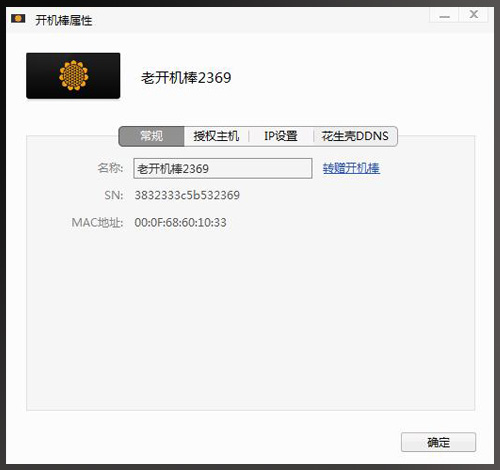 开机棒属性
老开机棒2369
常规 授权主机 IP设置 花生壳DDNS
名称: 老开机棒2369 转赠开机棒
SN: 3832333c5b532369
MAC地址: 00:0F:68:60:10:33
确定